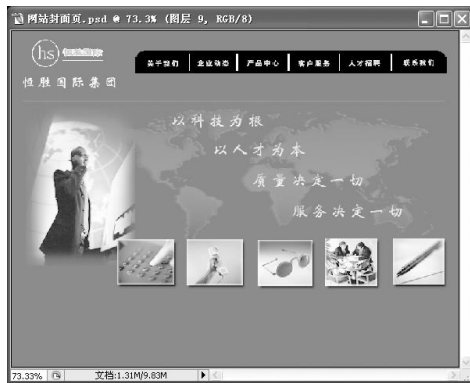 网站封面页.psd @ 73.3% (图层 9, RGB/8)
hs
恒胜国际集团
关于我们 企业动态 产品中心 客户服务 人才招聘 联系我们
以科技为根
以人才为本
质量决定一切
服务决定一切
73.33% 文档:1.31M/9.83M